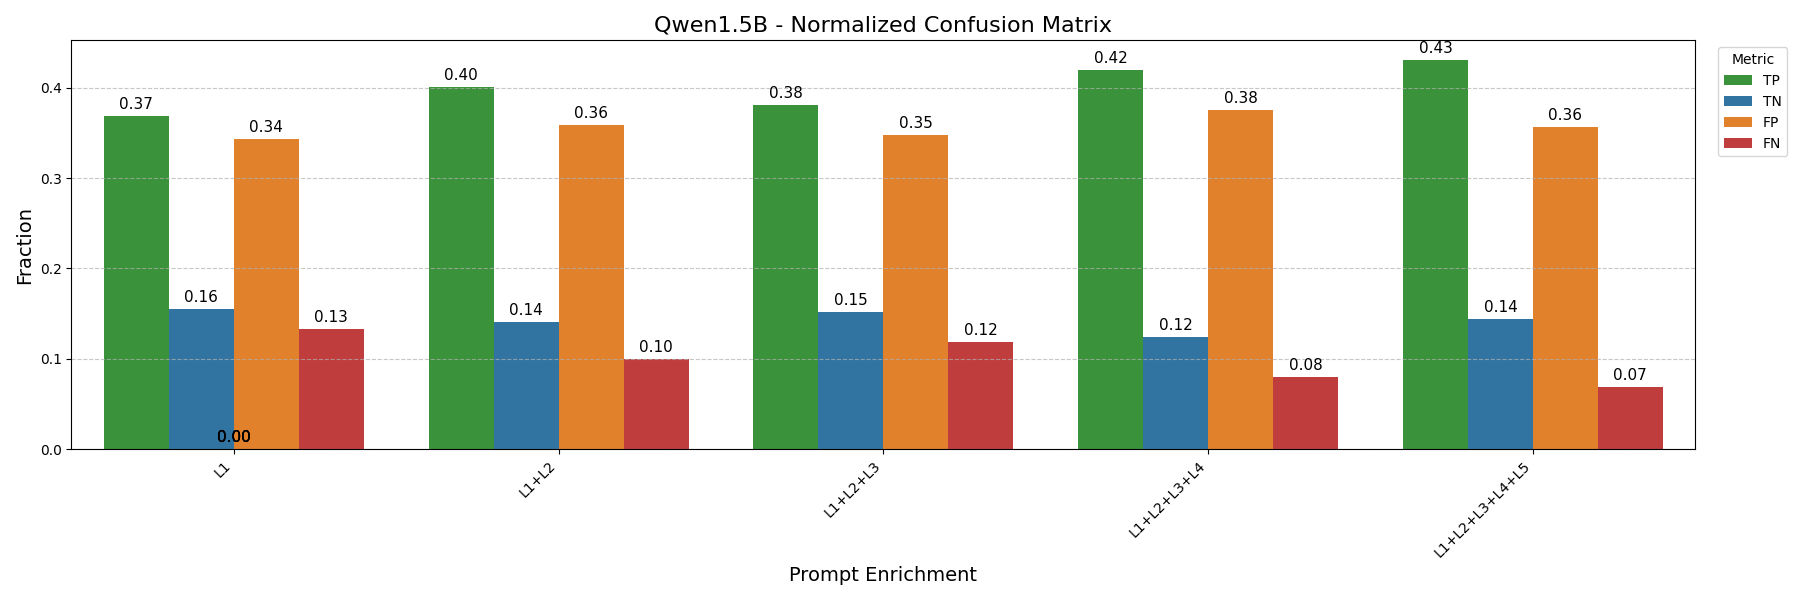 Qwen1.5B - Normalized Confusion Matrix
Metric
TP
TN
FP
FN
Fraction
0.4
0.3
0.2
0.1
0.0
0.37
0.16
0.34
0.13
0.00
0.40
0.14
0.36
0.10
0.38
0.15
0.35
0.12
0.42
0.12
0.38
0.08
0.43
0.14
0.36
0.07
L1
L1+L2
L1+L2+L3
L1+L2+L3+L4
L1+L2+L3+L4+L5
Prompt Enrichment